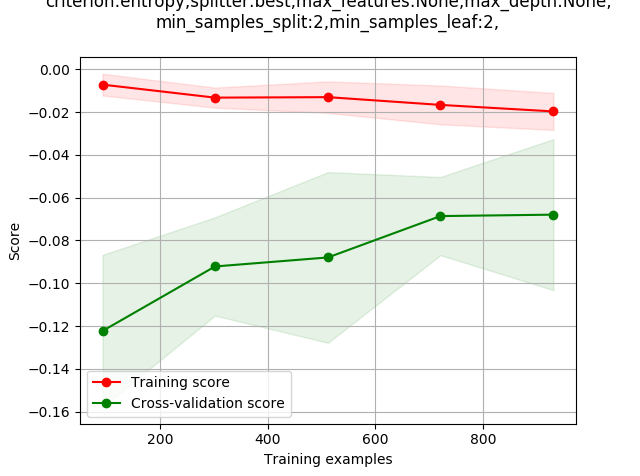 criterion:entropy,splitter:best,max_features:None,max_depth:None,
min_samples_split:2,min_samples_leaf:2,
0.00
−0.02
−0.04
−0.06
−0.08
−0.10
−0.12
−0.14
−0.16
Score
Training score
Cross-validation score
200
400
600
800
Training examples